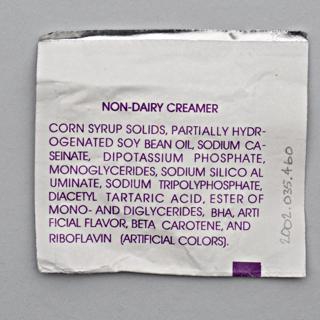 NON-DAIRY CREAMER
CORN SYRUP SOLIDS, PARTIALLY HYDR-
OGENATED SOY BEAN OIL, SODIUM CA-
SEINATE, DIPOTASSIUM PHOSPHATE,
MONOGLYCERIDES, SODIUM SILICO AL
UMINATE, SODIUM TRIPOLYPHOSPHATE,
DIACETYL TARTARIC ACID, ESTER OF
MONO- AND DIGLYCERIDES, BHA, ARTI
FICIAL FLAVOR, BETA CAROTENE, AND
RIBOFLAVIN (ARTIFICIAL COLORS).
2002.035.460